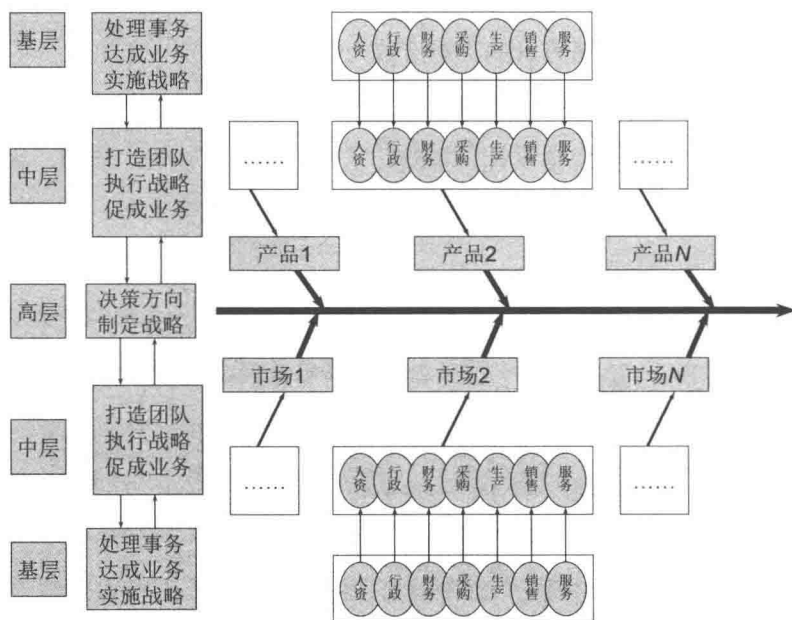 基层
处理事务
达成业务
实施战略
人资 行政 财务 采购 生产 销售 服务
中层
打造团队
执行战略
促成业务
……
人资 行政 财务 采购 生产 销售 服务
……
产品1 产品2 产品N
高层
决策方向
制定战略
市场1 市场2 市场N
中层
打造团队
执行战略
促成业务
……
人资 行政 财务 采购 生产 销售 服务
……
基层
处理事务
达成业务
实施战略
人资 行政 财务 采购 生产 销售 服务